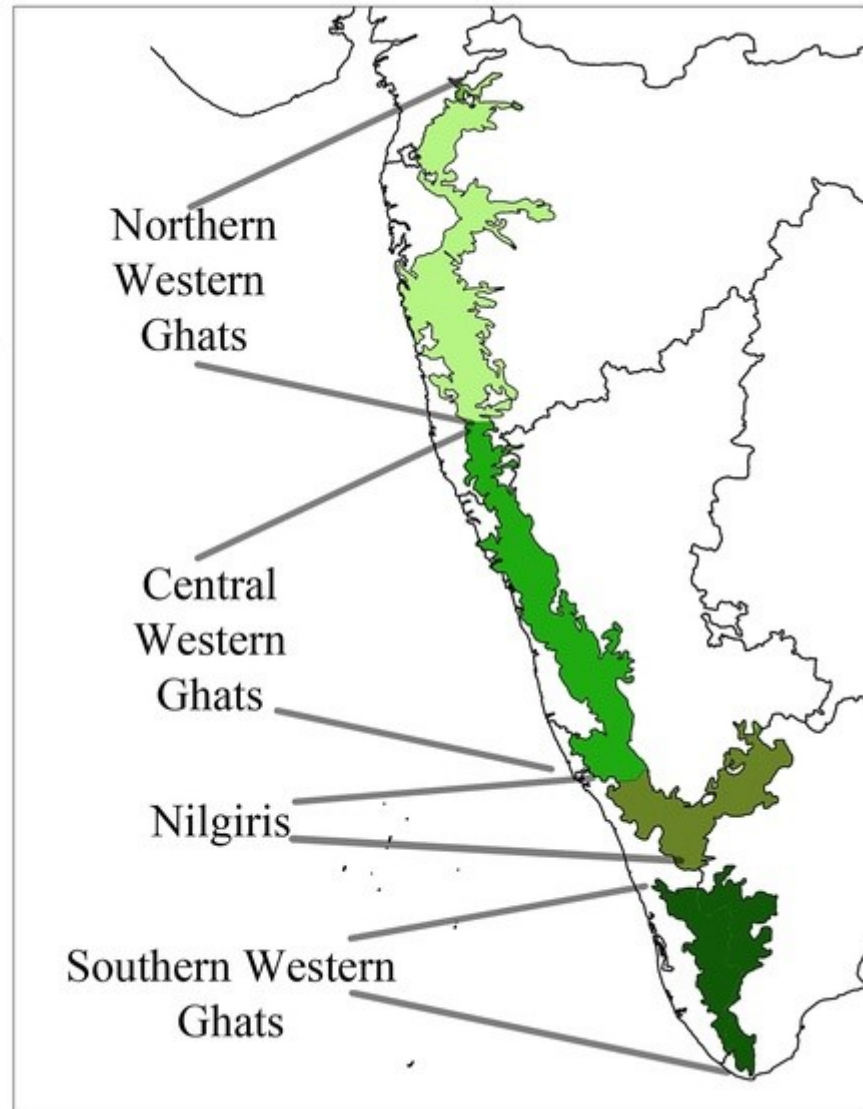 Northern
Western
Ghats
Central
Western
Ghats
Nilgiris
Southern Western
Ghats